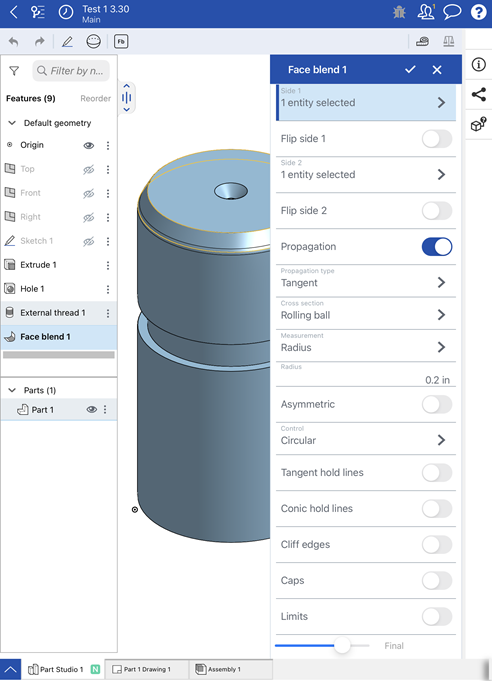 Test 1 3.30
Main
Fb
Filter by n...
Features (9)
Reorder
Default geometry
Origin
Top
Front
Right
Sketch 1
Extrude 1
Hole 1
External thread 1
Face blend 1
Parts (1)
Part 1
Face blend 1
Side 1
1 entity selected
Flip side 1
Side 2
1 entity selected
Flip side 2
Propagation
Propagation type
Tangent
Cross section
Rolling ball
Measurement
Radius
Radius
0.2 in
Asymmetric
Control
Circular
Tangent hold lines
Conic hold lines
Cliff edges
Caps
Limits
Final
Part Studio 1
N
Part 1 Drawing 1
Assembly 1